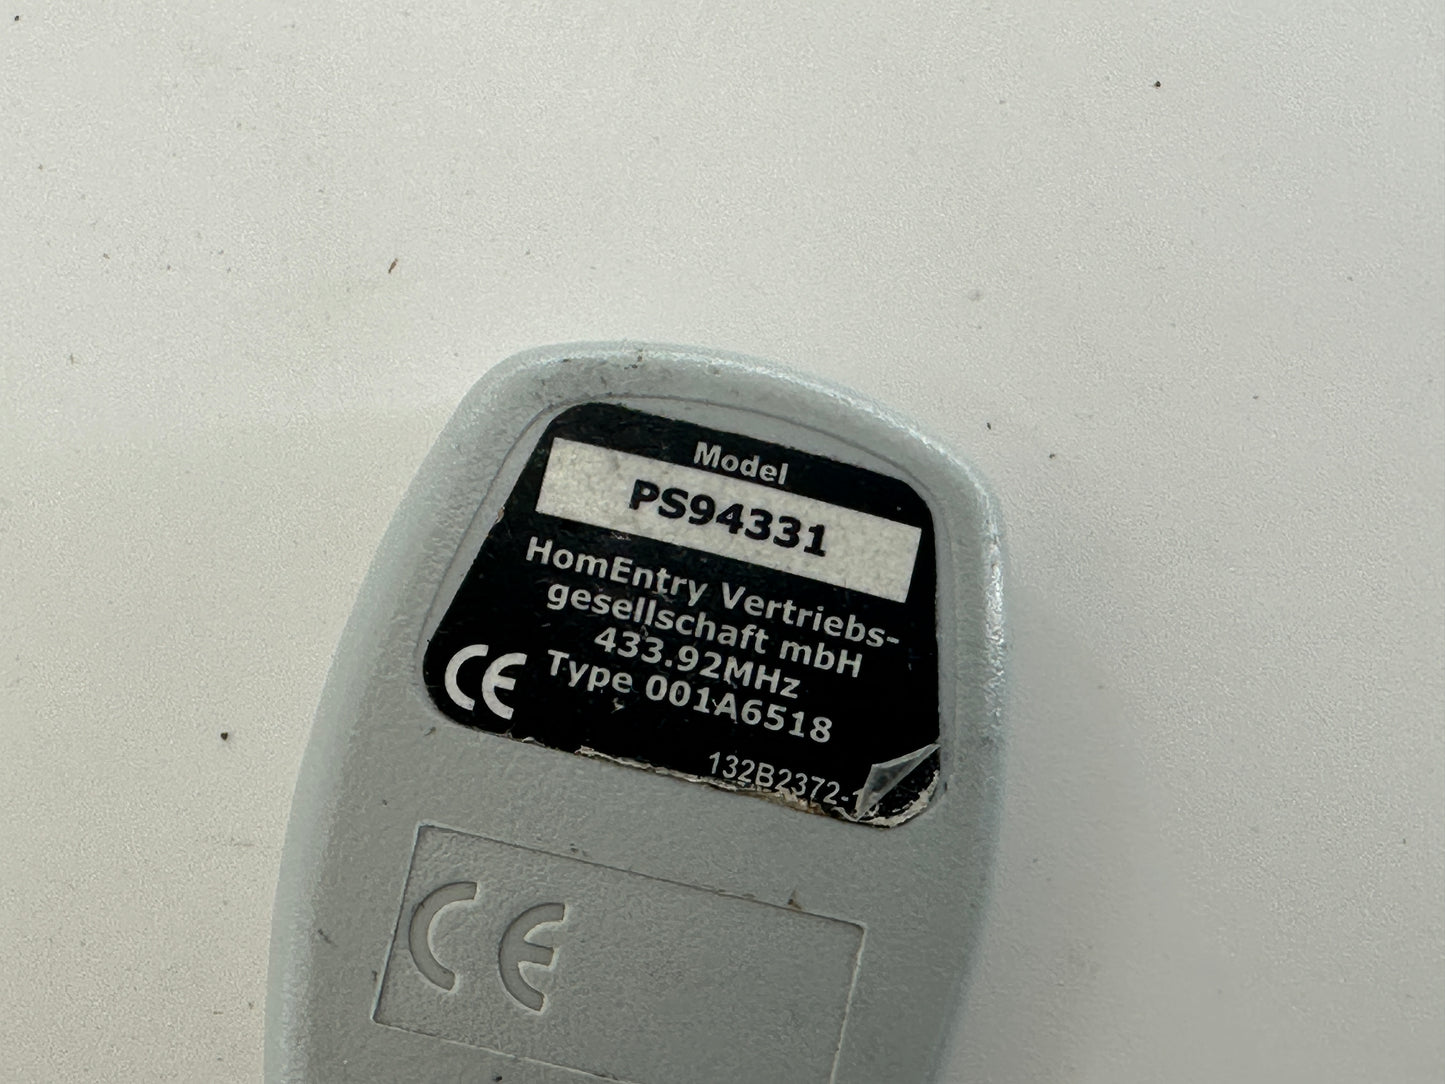 Model
PS94331
HomEntry Vertriebs-
gesellschaft mbH
433.92MHz
CE Type 001A6518
132B2372-
CE